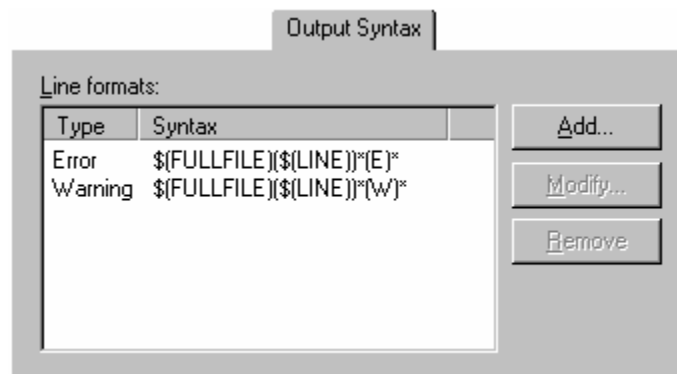 Output Syntax
Line formats:
Type Syntax
Add...
Error $(FULLFILE)($(LINE))*(E)*
Warning $(FULLFILE)($(LINE))*(W)*
Modify...
Remove